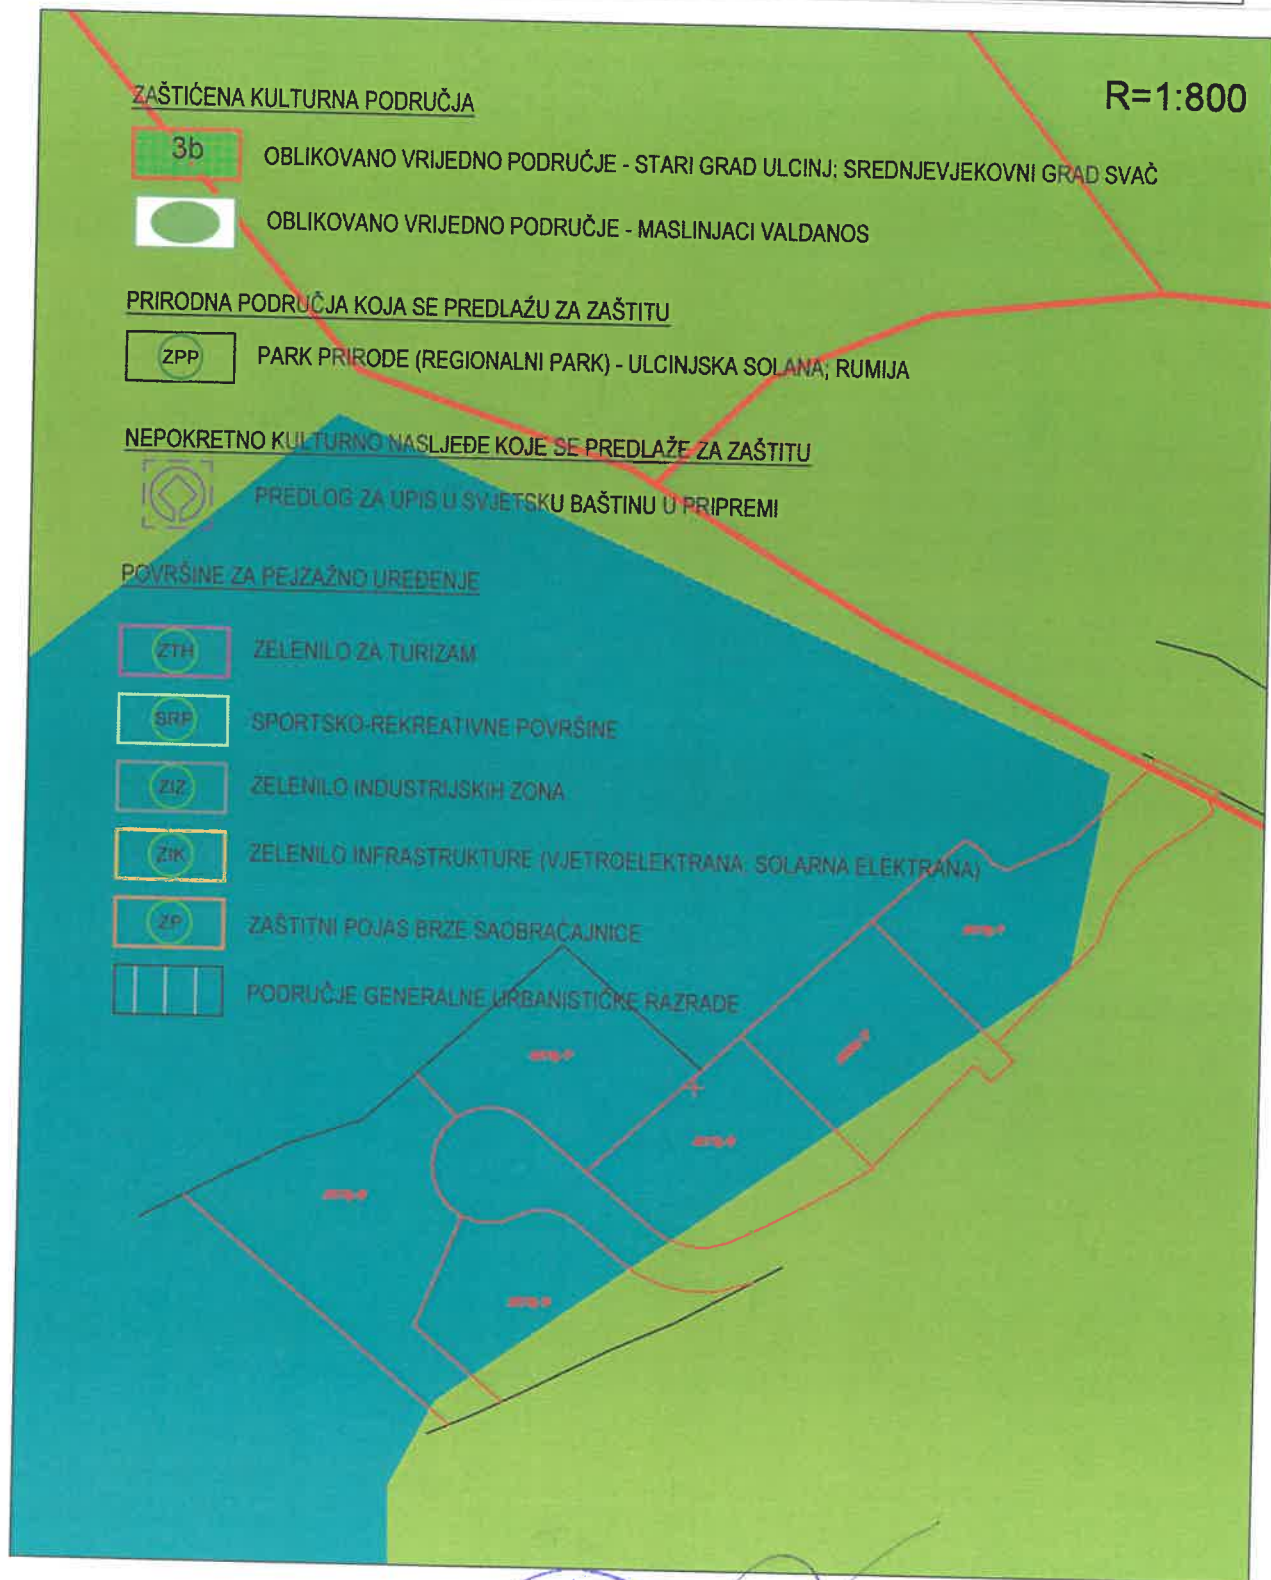 R=1:800
ZAŠTIĆENA KULTURNA PODRUČJA
3b
OBLIKOVANO VRIJEDNO PODRUČJE - STARI GRAD ULCINJ; SREDNJEVJEKOVNI GRAD SVAČ
OBLIKOVANO VRIJEDNO PODRUČJE - MASLINJACI VALDANOS
PRIRODNA PODRUČJA KOJA SE PREDLAŽU ZA ZAŠTITU
ZPP
PARK PRIRODE (REGIONALNI PARK) - ULCINJSKA SOLANA; RUMIJA
NEPOKRETNO KULTURNO NASLJEĐE KOJE SE PREDLAŽE ZA ZAŠTITU
PREDLOG ZA UPIS U SVJETSKU BAŠTINU U PRIPREMI
POVRŠINE ZA PEJZAŽNO UREĐENJE
ZTH
ZELENILO ZA TURIZAM
SRP
SPORTSKO-REKREATIVNE POVRŠINE
ZIZ
ZELENILO INDUSTRIJSKIH ZONA
ZIK
ZELENILO INFRASTRUKTURE (VJETROELEKTRANA; SOLARNA ELEKTRANA)
ZP
ZAŠTITNI POJAS BRZE SAOBRAĆAJNICE
PODRUČJE GENERALNE URBANISTIČKE RAZRADE